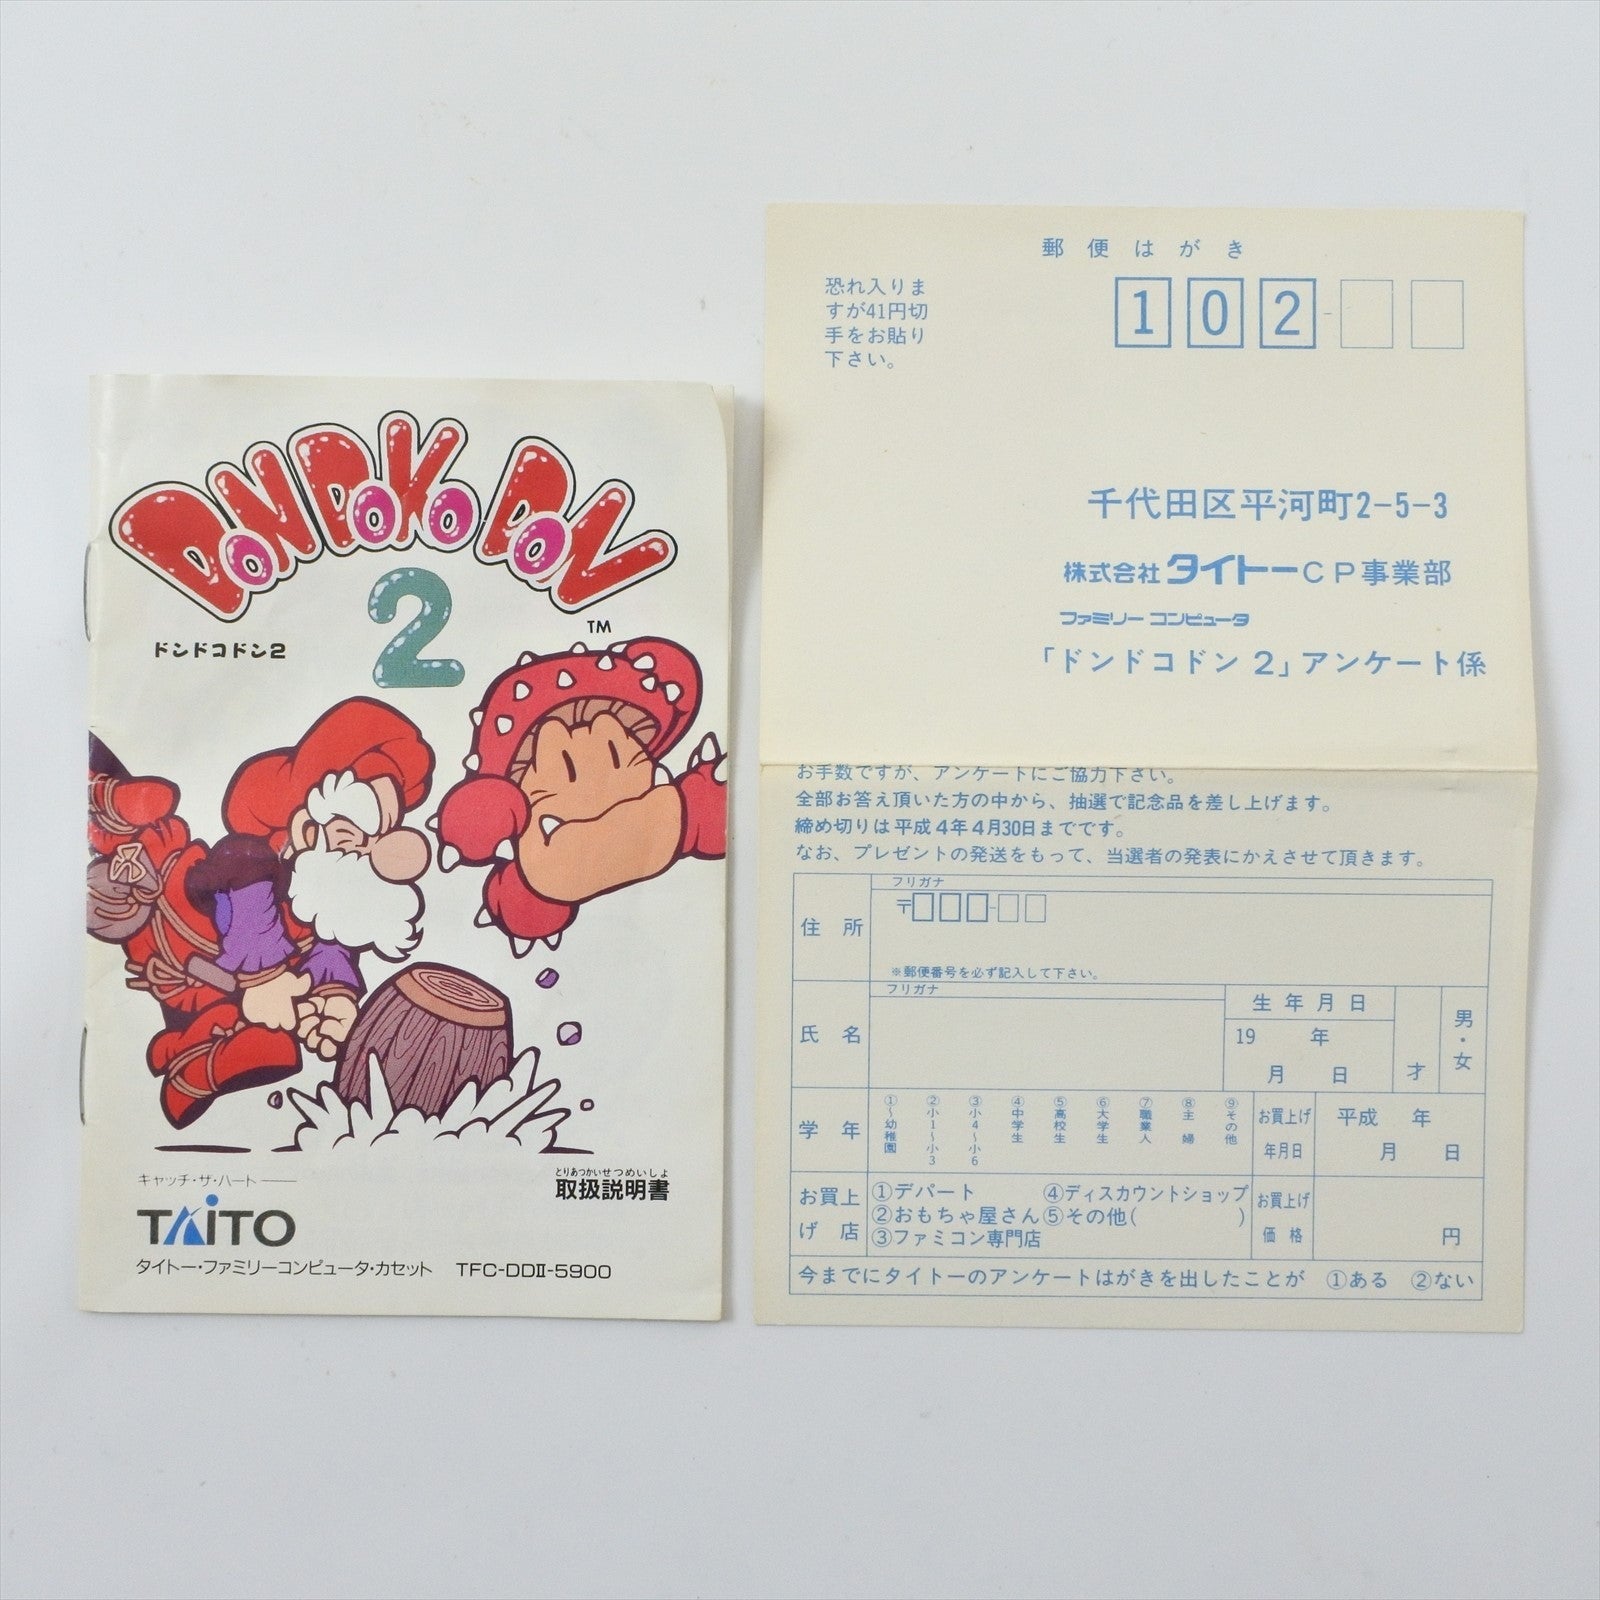 DON DOKO DON
2
TM
ドンドコドン2
キャッチ・ザ・ハート
とりあつかいせつめいしょ
取扱説明書
TAiTO
タイトー・ファミリーコンピュータ・カセット TFC-DDII-5900
郵便はがき
恐れ入りま
すが41円切
手をお貼り
下さい。
102-
千代田区平河町2-5-3
株式会社タイトーCP事業部
ファミリーコンピュータ
「ドンドコドン2」アンケート係
お手数ですが、アンケートにご協力下さい。
全部お答え頂いた方の中から、抽選で記念品を差し上げます。
締め切りは平成4年4月30日までです。
なお、プレゼントの発送をもって、当選者の発表にかえさせて頂きます。
住所
フリガナ
〒
※郵便番号を必ず記入して下さい。
氏名
フリガナ
生年月日
19 年
月 日
才
男・女
学年
①〜幼稚園
②小1〜小3
③小4〜小6
④中学生
⑤高校生
⑥大学生
⑦職業人
⑧主婦
⑨その他
お買上げ
年月日
平成 年
月 日
お買上
げ店
①デパート ④ディスカウントショップ
②おもちゃ屋さん ⑤その他( )
③ファミコン専門店
お買上げ
価格
円
今までにタイトーのアンケートはがきを出したことが ①ある ②ない